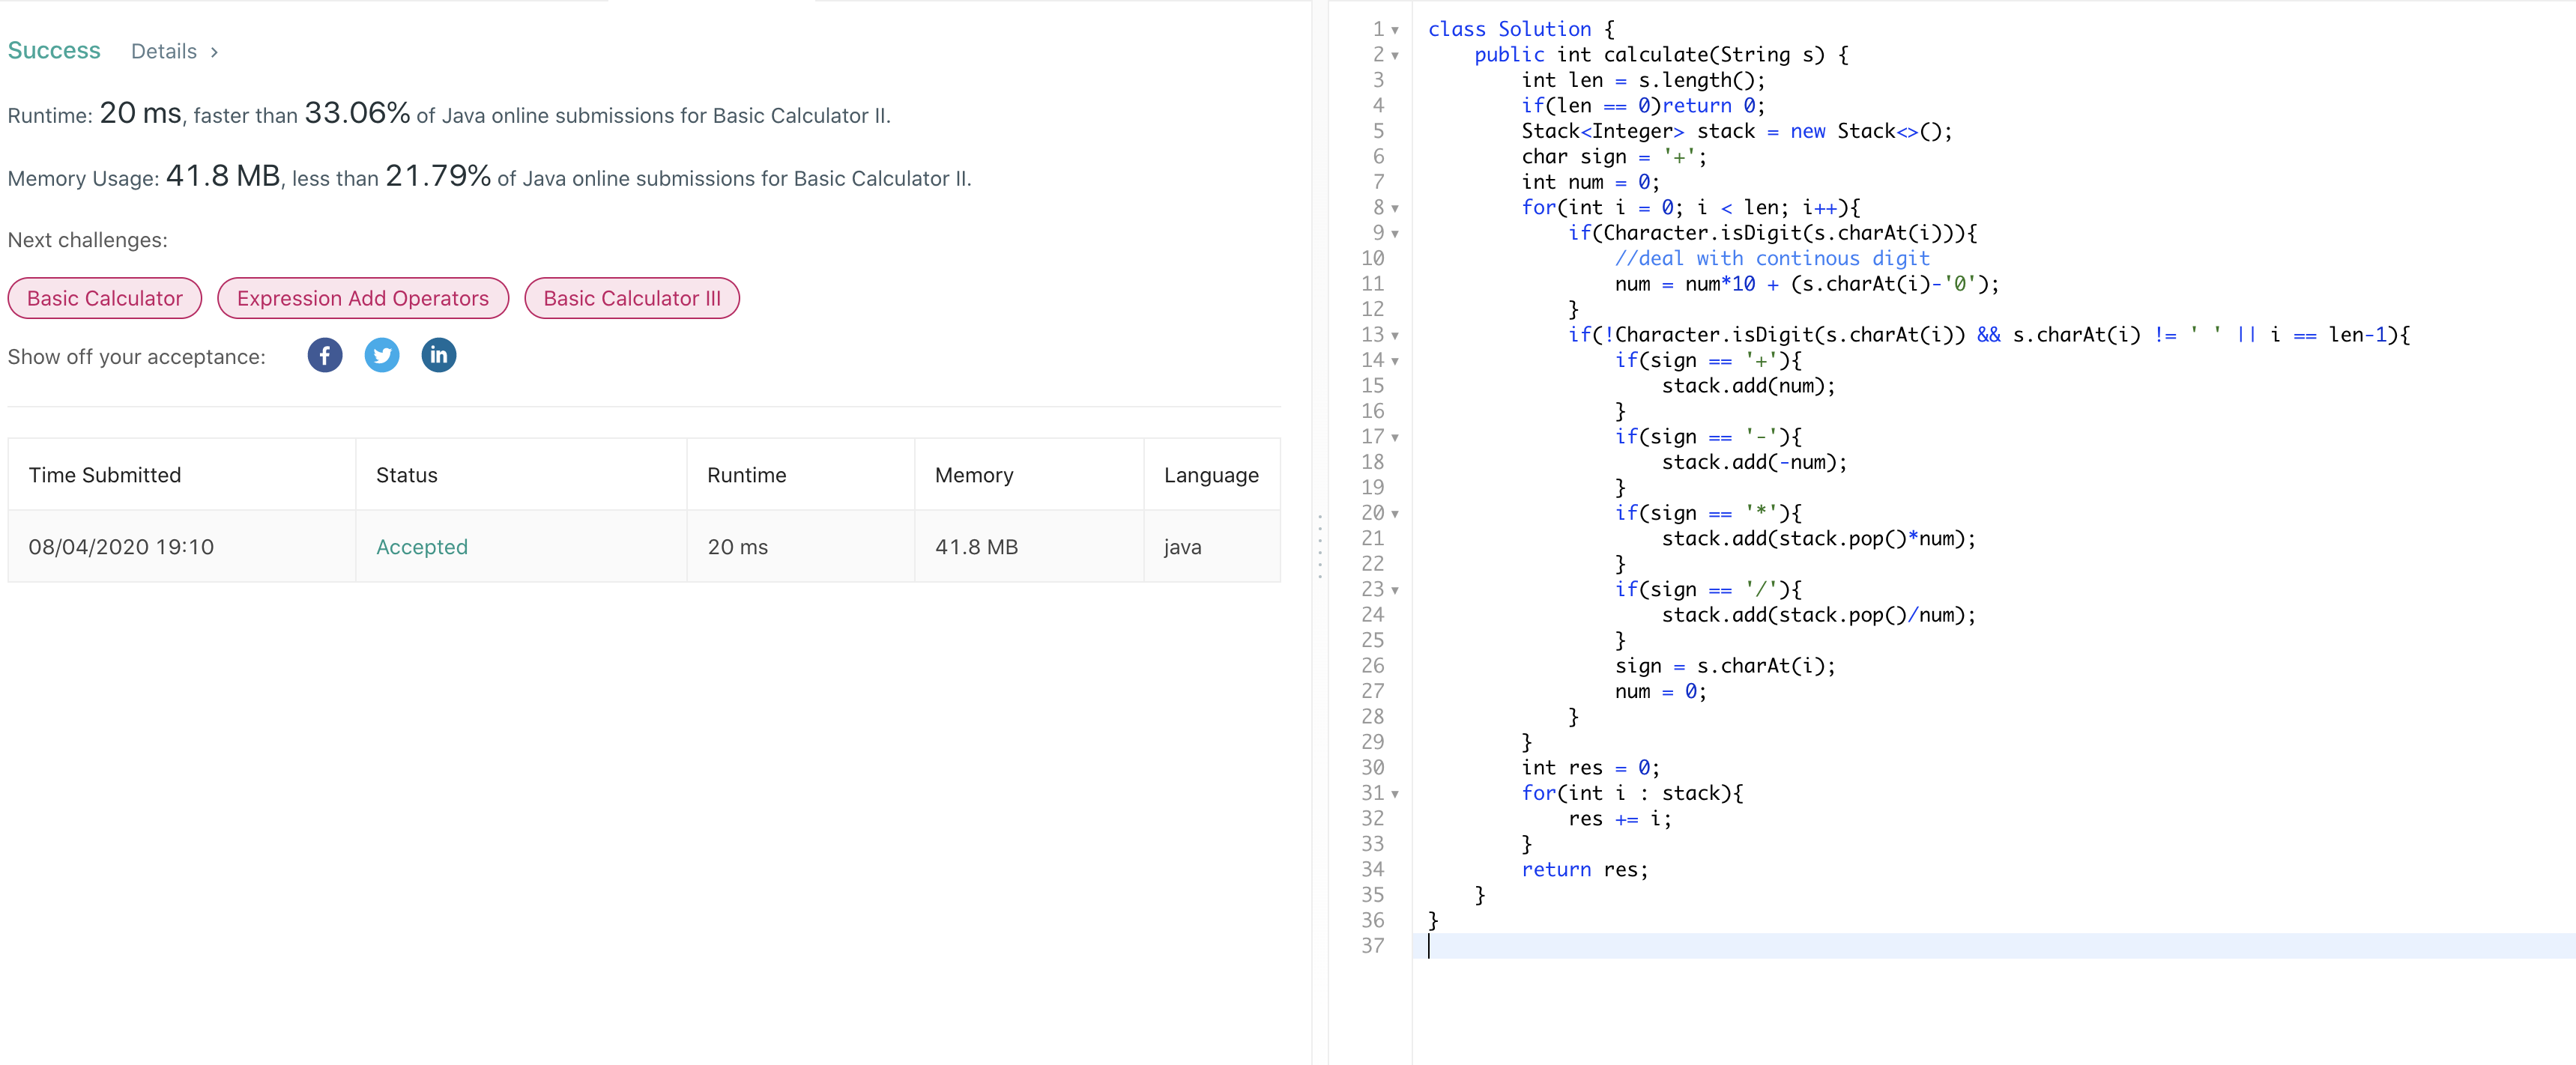 Success Details >
Runtime: 20 ms, faster than 33.06% of Java online submissions for Basic Calculator II.
Memory Usage: 41.8 MB, less than 21.79% of Java online submissions for Basic Calculator II.
Next challenges:
Basic Calculator Expression Add Operators Basic Calculator III
Show off your acceptance: f in
Time Submitted Status Runtime Memory Language
08/04/2020 19:10 Accepted 20 ms 41.8 MB java
1 class Solution {
2 public int calculate(String s) {
3 int len = s.length();
4 if(len == 0)return 0;
5 Stack<Integer> stack = new Stack<>();
6 char sign = '+';
7 int num = 0;
8 for(int i = 0; i < len; i++){
9 if(Character.isDigit(s.charAt(i))){
10 //deal with continous digit
11 num = num*10 + (s.charAt(i)-'0');
12 }
13 if(!Character.isDigit(s.charAt(i)) && s.charAt(i) != ' ' || i == len-1){
14 if(sign == '+'){
15 stack.add(num);
16 }
17 if(sign == '-'){
18 stack.add(-num);
19 }
20 if(sign == '*'){
21 stack.add(stack.pop()*num);
22 }
23 if(sign == '/'){
24 stack.add(stack.pop()/num);
25 }
26 sign = s.charAt(i);
27 num = 0;
28 }
29 }
30 int res = 0;
31 for(int i : stack){
32 res += i;
33 }
34 return res;
35 }
36 }
37